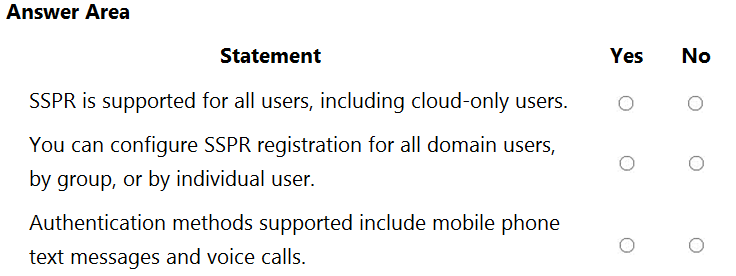 Answer Area
Statement Yes No
SSPR is supported for all users, including cloud-only users.
You can configure SSPR registration for all domain users,
by group, or by individual user.
Authentication methods supported include mobile phone
text messages and voice calls.